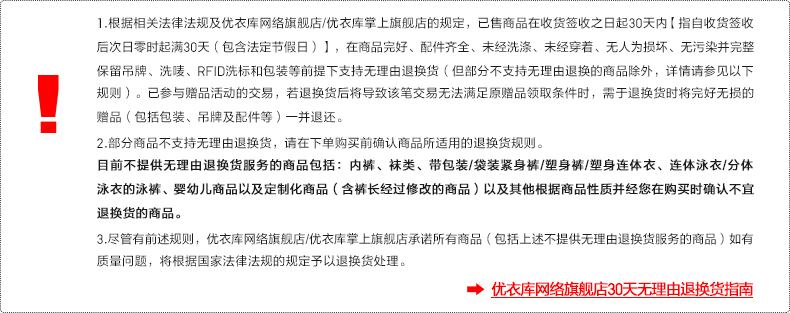 !
1.根据相关法律法规及优衣库网络旗舰店/优衣库掌上旗舰店的规定，已售商品在收货签收之日起30天内【指自收货签收
后次日零时起满30天（包含法定节假日）】，在商品完好、配件齐全、未经洗涤、未经穿着、无人为损坏、无污染并完整
保留吊牌、洗唛、RFID洗标和包装等前提下支持无理由退换货（但部分不支持无理由退换的商品除外，详情请参见以下
规则）。已参与赠品活动的交易，若退换货后将导致该笔交易无法满足原赠品领取条件时，需于退换货时将完好无损的
赠品（包括包装、吊牌及配件等）一并退还。
2.部分商品不支持无理由退换货，请在下单购买前确认商品所适用的退换货规则。
目前不提供无理由退换货服务的商品包括：内裤、袜类、带包装/袋装紧身裤/塑身裤/塑身连体衣、连体泳衣/分体
泳衣的泳裤、婴幼儿商品以及定制化商品（含裤长经过修改的商品）以及其他根据商品性质并经您在购买时确认不宜
退换货的商品。
3.尽管有前述规则，优衣库网络旗舰店/优衣库掌上旗舰店承诺所有商品（包括上述不提供无理由退换货服务的商品）如有
质量问题，将根据国家法律法规的规定予以退换货处理。
优衣库网络旗舰店30天无理由退换货指南